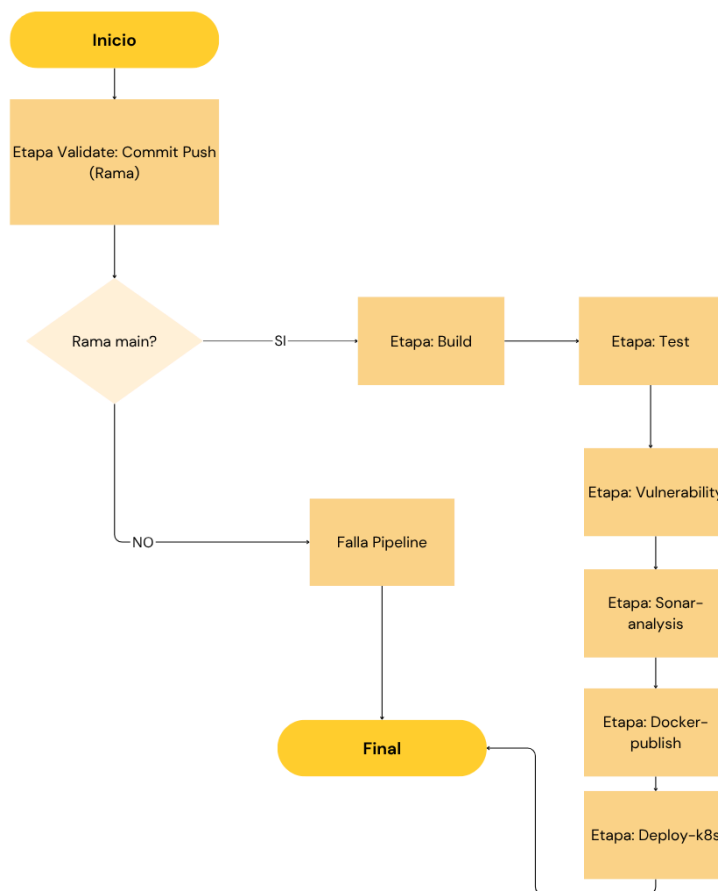 Inicio
Etapa Validate: Commit Push
(Rama)
Rama main?
SI
Etapa: Build
Etapa: Test
Etapa: Vulnerability
Etapa: Sonar-
analysis
NO
Falla Pipeline
Etapa: Docker-
publish
Final
Etapa: Deploy-k8s